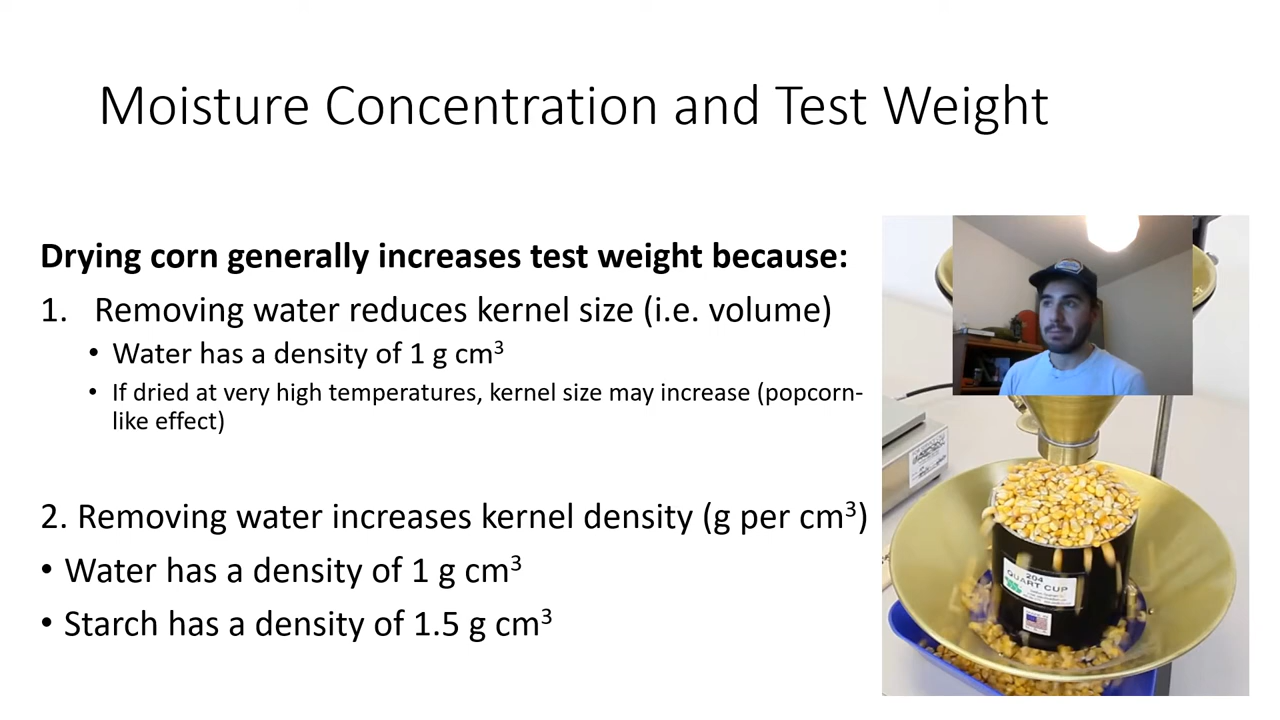 Moisture Concentration and Test Weight
Drying corn generally increases test weight because:
1. Removing water reduces kernel size (i.e. volume)
• Water has a density of 1 g cm³
• If dried at very high temperatures, kernel size may increase (popcorn-
like effect)
2. Removing water increases kernel density (g per cm³)
• Water has a density of 1 g cm³
• Starch has a density of 1.5 g cm³
204
QUART CUP